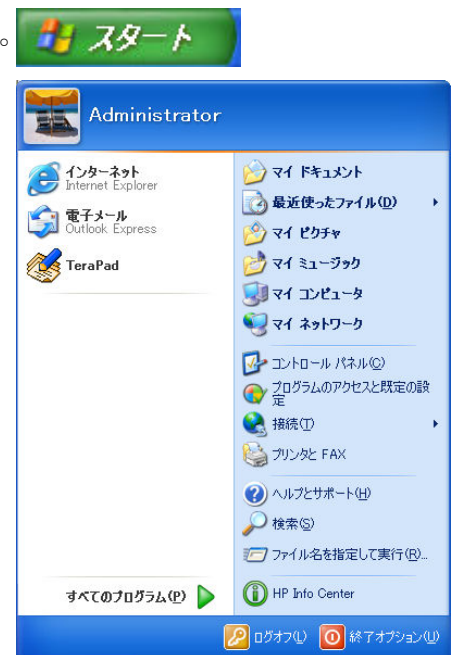 スタート
Administrator
インターネット
Internet Explorer
電子メール
Outlook Express
TeraPad
すべてのプログラム(P)
マイ ドキュメント
最近使ったファイル(D)
マイ ピクチャ
マイ ミュージック
マイ コンピュータ
マイ ネットワーク
コントロール パネル(C)
プログラムのアクセスと既定の設
定
接続(T)
プリンタと FAX
ヘルプとサポート(H)
検索(S)
ファイル名を指定して実行(R)...
HP Info Center
ログオフ(L)
終了オプション(U)